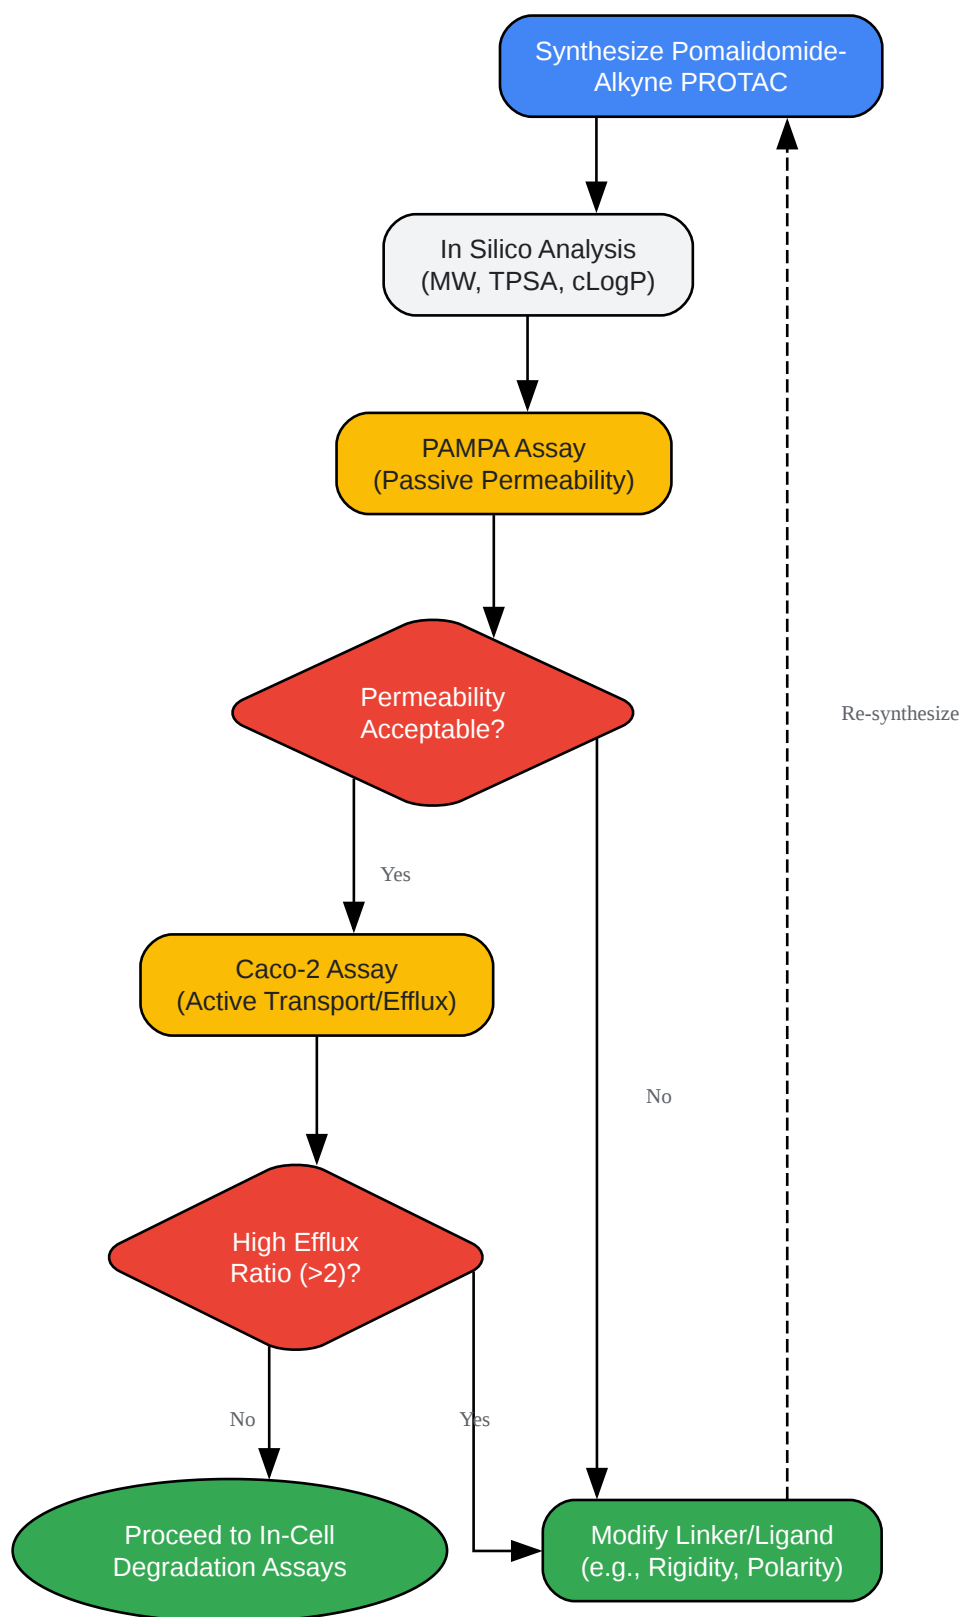 Synthesize Pomalidomide-
Alkyne PROTAC
In Silico Analysis
(MW, TPSA, cLogP)
PAMPA Assay
(Passive Permeability)
Permeability
Acceptable?
Re-synthesize
Yes
Caco-2 Assay
(Active Transport/Efflux)
No
High Efflux
Ratio (>2)?
No
Yes
Proceed to In-Cell
Degradation Assays
Modify Linker/Ligand
(e.g., Rigidity, Polarity)